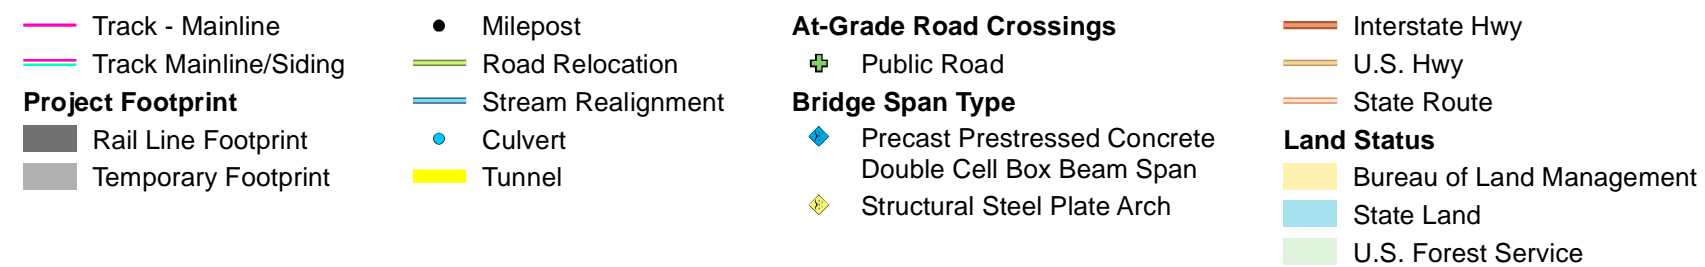 Track - Mainline
Track Mainline/Siding
Project Footprint
Rail Line Footprint
Temporary Footprint
Milepost
Road Relocation
Stream Realignment
Culvert
Tunnel
At-Grade Road Crossings
Public Road
Bridge Span Type
Precast Prestressed Concrete
Double Cell Box Beam Span
Structural Steel Plate Arch
Interstate Hwy
U.S. Hwy
State Route
Land Status
Bureau of Land Management
State Land
U.S. Forest Service